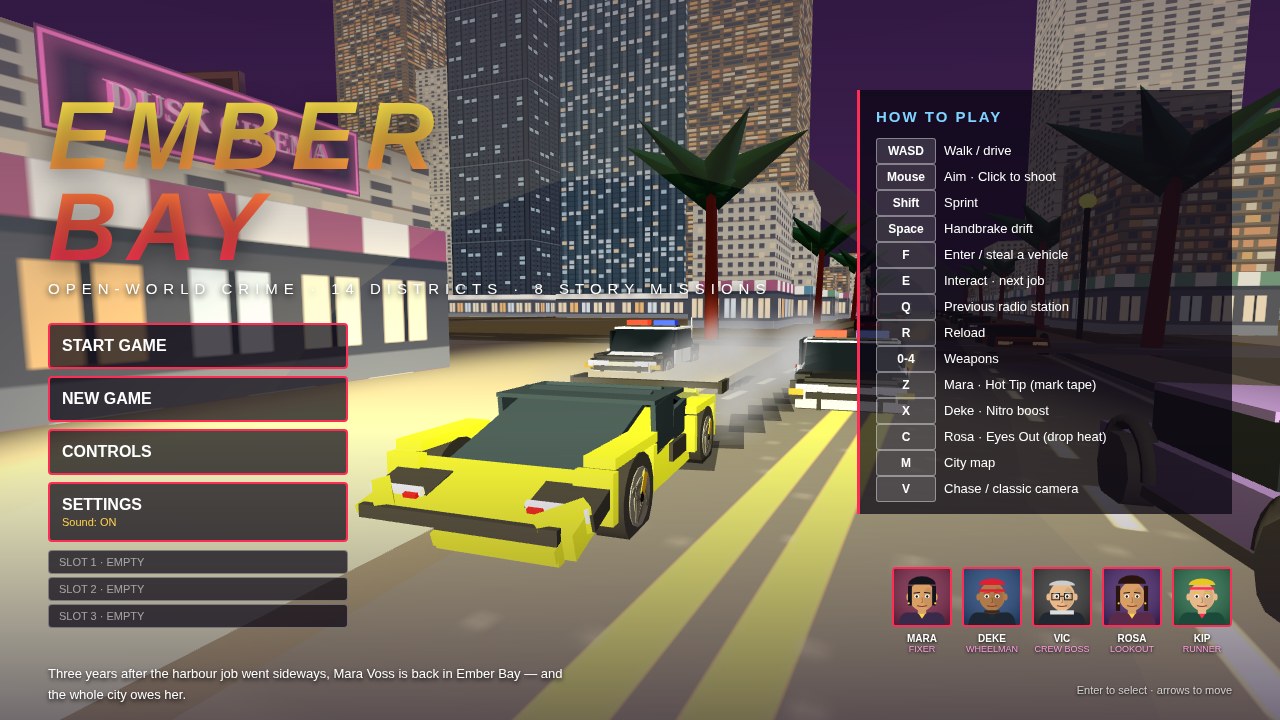 EMBER
BAY
OPEN-WORLD CRIME · 14 DISTRICTS · 8 STORY MISSIONS
START GAME
NEW GAME
CONTROLS
SETTINGS
Sound: ON
SLOT 1 · EMPTY
SLOT 2 · EMPTY
SLOT 3 · EMPTY
Three years after the harbour job went sideways, Mara Voss is back in Ember Bay — and
the whole city owes her.
HOW TO PLAY
WASD Walk / drive
Mouse Aim · Click to shoot
Shift Sprint
Space Handbrake drift
F Enter / steal a vehicle
E Interact · next job
Q Previous radio station
R Reload
0-4 Weapons
Z Mara · Hot Tip (mark tape)
X Deke · Nitro boost
C Rosa · Eyes Out (drop heat)
M City map
V Chase / classic camera
MARA DEKE VIC ROSA KIP
FIXER WHEELMAN CREW BOSS LOOKOUT RUNNER
Enter to select · arrows to move